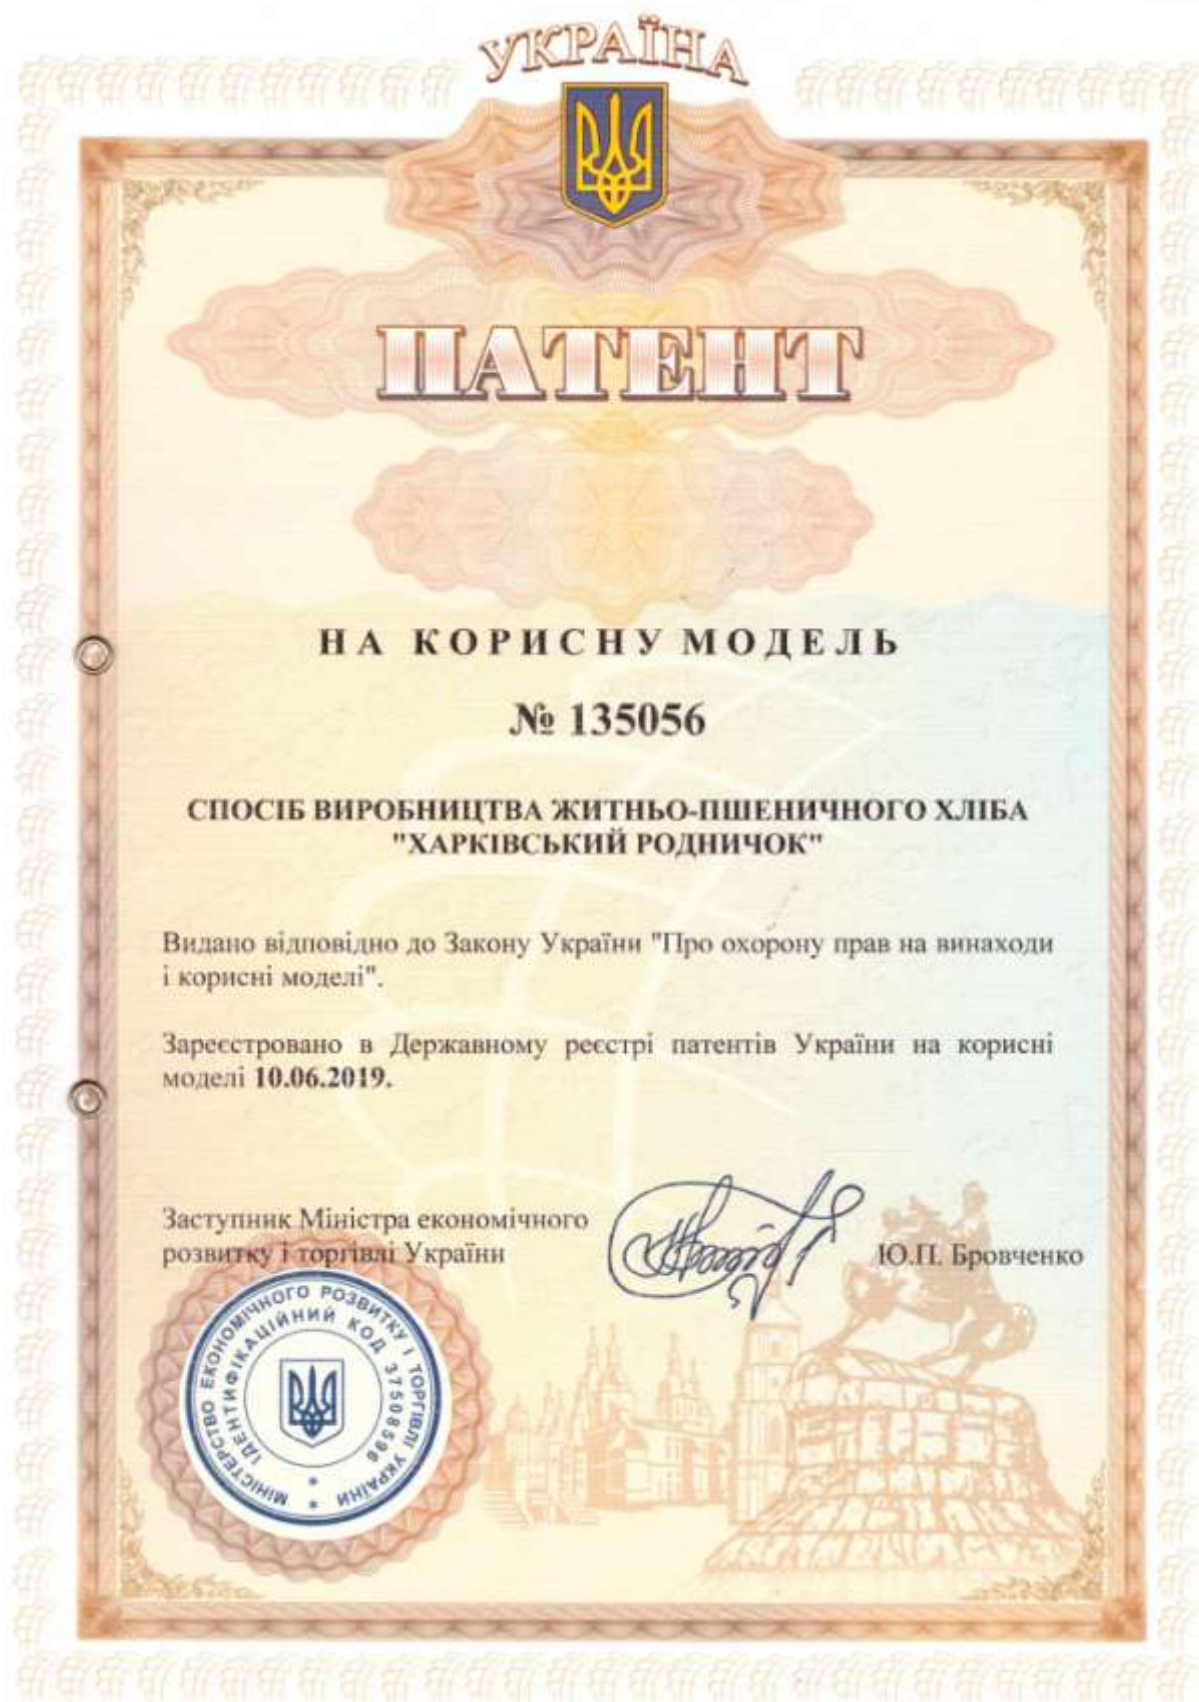 УКРАЇНА
ПАТЕНТ
НА КОРИСНУ МОДЕЛЬ
№ 135056
СПОСІБ ВИРОБНИЦТВА ЖИТНЬО-ПШЕНИЧНОГО ХЛІБА
"ХАРКІВСЬКИЙ РОДНИЧОК"
Видано відповідно до Закону України "Про охорону прав на винаходи
і корисні моделі".
Зареєстровано в Державному реєстрі патентів України на корисні
моделі 10.06.2019.
Заступник Міністра економічного
розвитку і торгівлі України
Ю.П. Бровченко
МІНІСТЕРСТВО ЕКОНОМІЧНОГО РОЗВИТКУ І ТОРГІВЛІ УКРАЇНИ *
ІДЕНТИФІКАЦІЙНИЙ КОД 37508596 *